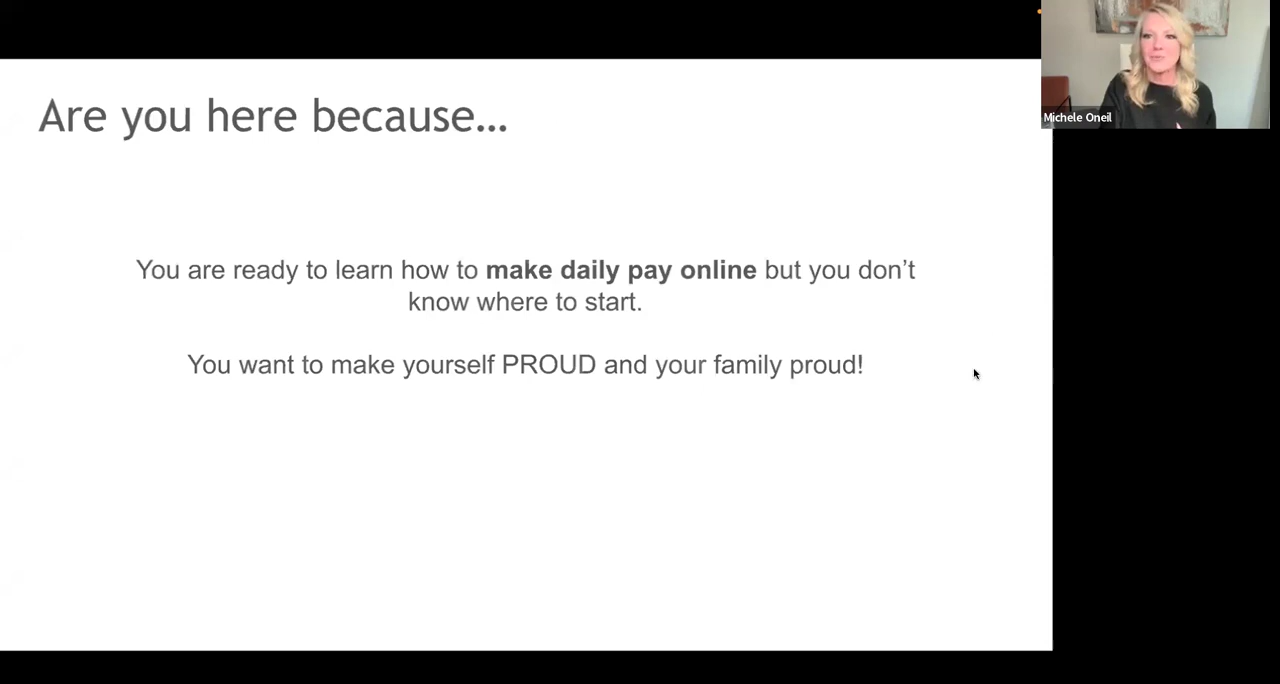 Are you here because...
You are ready to learn how to make daily pay online but you don’t
know where to start.
You want to make yourself PROUD and your family proud!
Michele Oneil